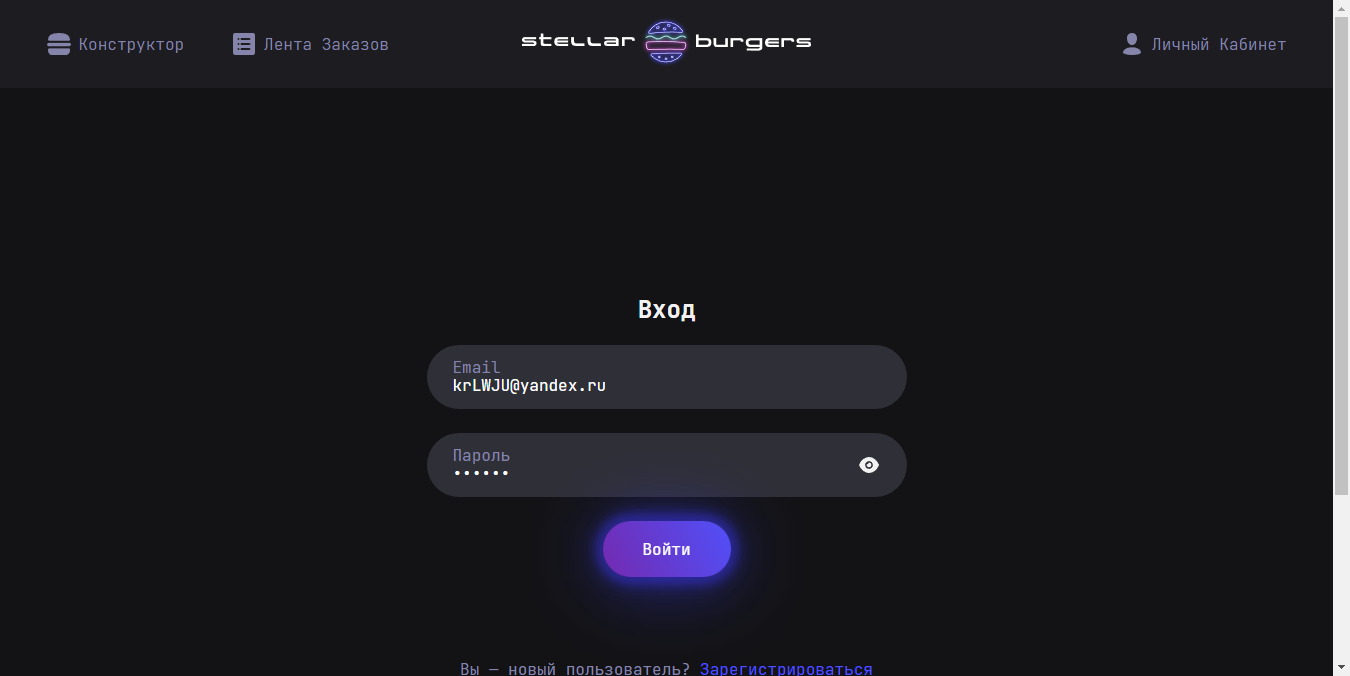 Конструктор
Лента Заказов
stellar burgers
Личный Кабинет
Вход
Email
krLWJU@yandex.ru
Пароль
••••••
Войти
Вы — новый пользователь? Зарегистрироваться